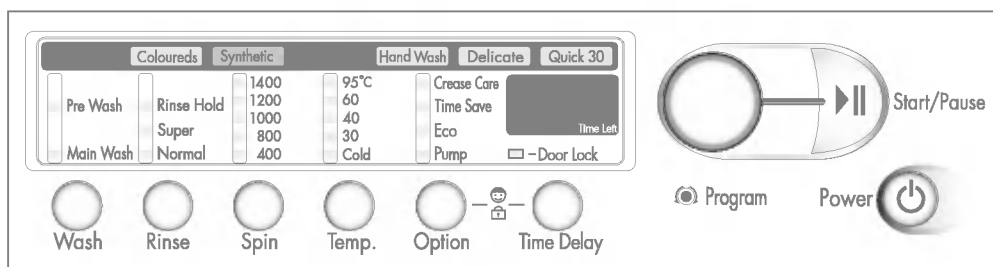 Coloureds Synthetic Hand Wash Delicate Quick 30
Pre Wash
Main Wash
Rinse Hold
Super
Normal
1400
1200
1000
800
400
95°C
60
40
30
Cold
Crease Care
Time Save
Eco
Pump
Time Left
Door Lock
Start/Pause
Program
Power
Wash Rinse Spin Temp. Option Time Delay